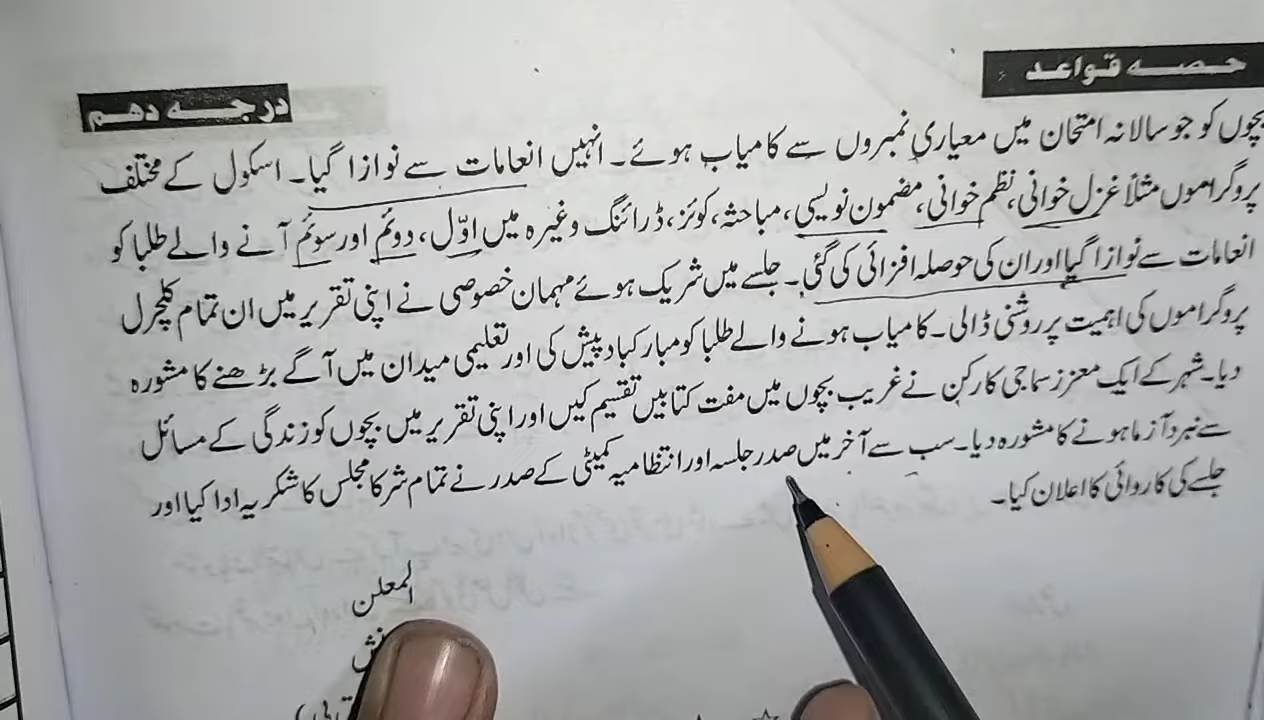 حصہ قواعد
درجہ دھم
بچوں کو جو سالانہ امتحان میں معیاری نمبروں سے کامیاب ہوئے۔ انہیں انعامات سے نوازا گیا۔ اسکول کے مختلف
پروگراموں مثلاً غزل خوانی، نظم خوانی، مضمون نویسی، مباحثہ، کوئز، ڈرائنگ وغیرہ میں اوّل، دوئم اور سوئم آنے والے طلبا کو
انعامات سے نوازا گیا اور ان کی حوصلہ افزائی کی گئی۔ جلسے میں شریک ہوئے مہمان خصوصی نے اپنی تقریر میں ان تمام کلچرل
پروگراموں کی اہمیت پر روشنی ڈالی۔ کامیاب ہونے والے طلبا کو مبارکباد پیش کی اور تعلیمی میدان میں آگے بڑھنے کا مشورہ
دیا۔ شہر کے ایک معزز سماجی کارکن نے غریب بچوں میں مفت کتابیں تقسیم کیں اور اپنی تقریر میں بچوں کو زندگی کے مسائل
سے نبرد آزما ہونے کا مشورہ دیا۔ سب سے آخر میں صدر جلسہ اور انتظامیہ کمیٹی کے صدر نے تمام شرکا مجلس کا شکریہ ادا کیا اور
جلسے کی کاروائی کا اعلان کیا۔
المعلن